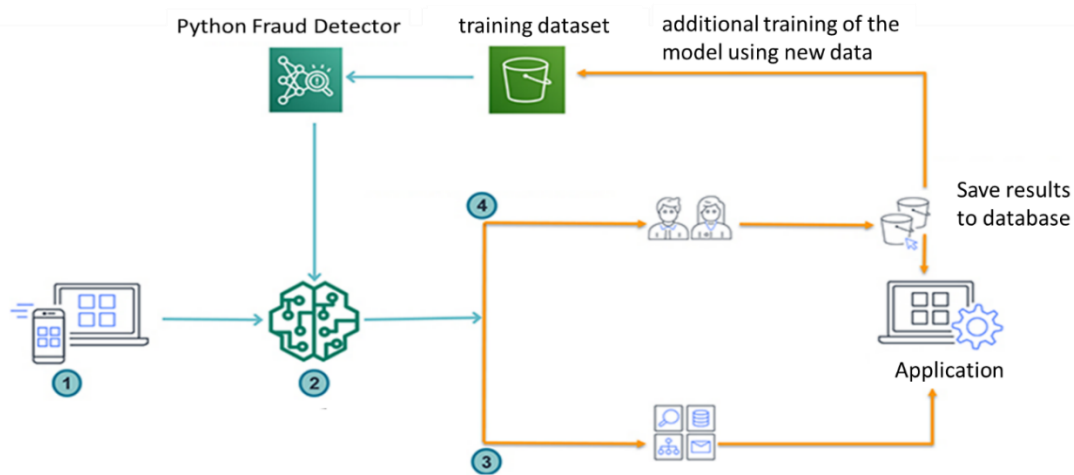 Python Fraud Detector
training dataset
additional training of the
model using new data
4
Save results
to database
1
2
Application
3